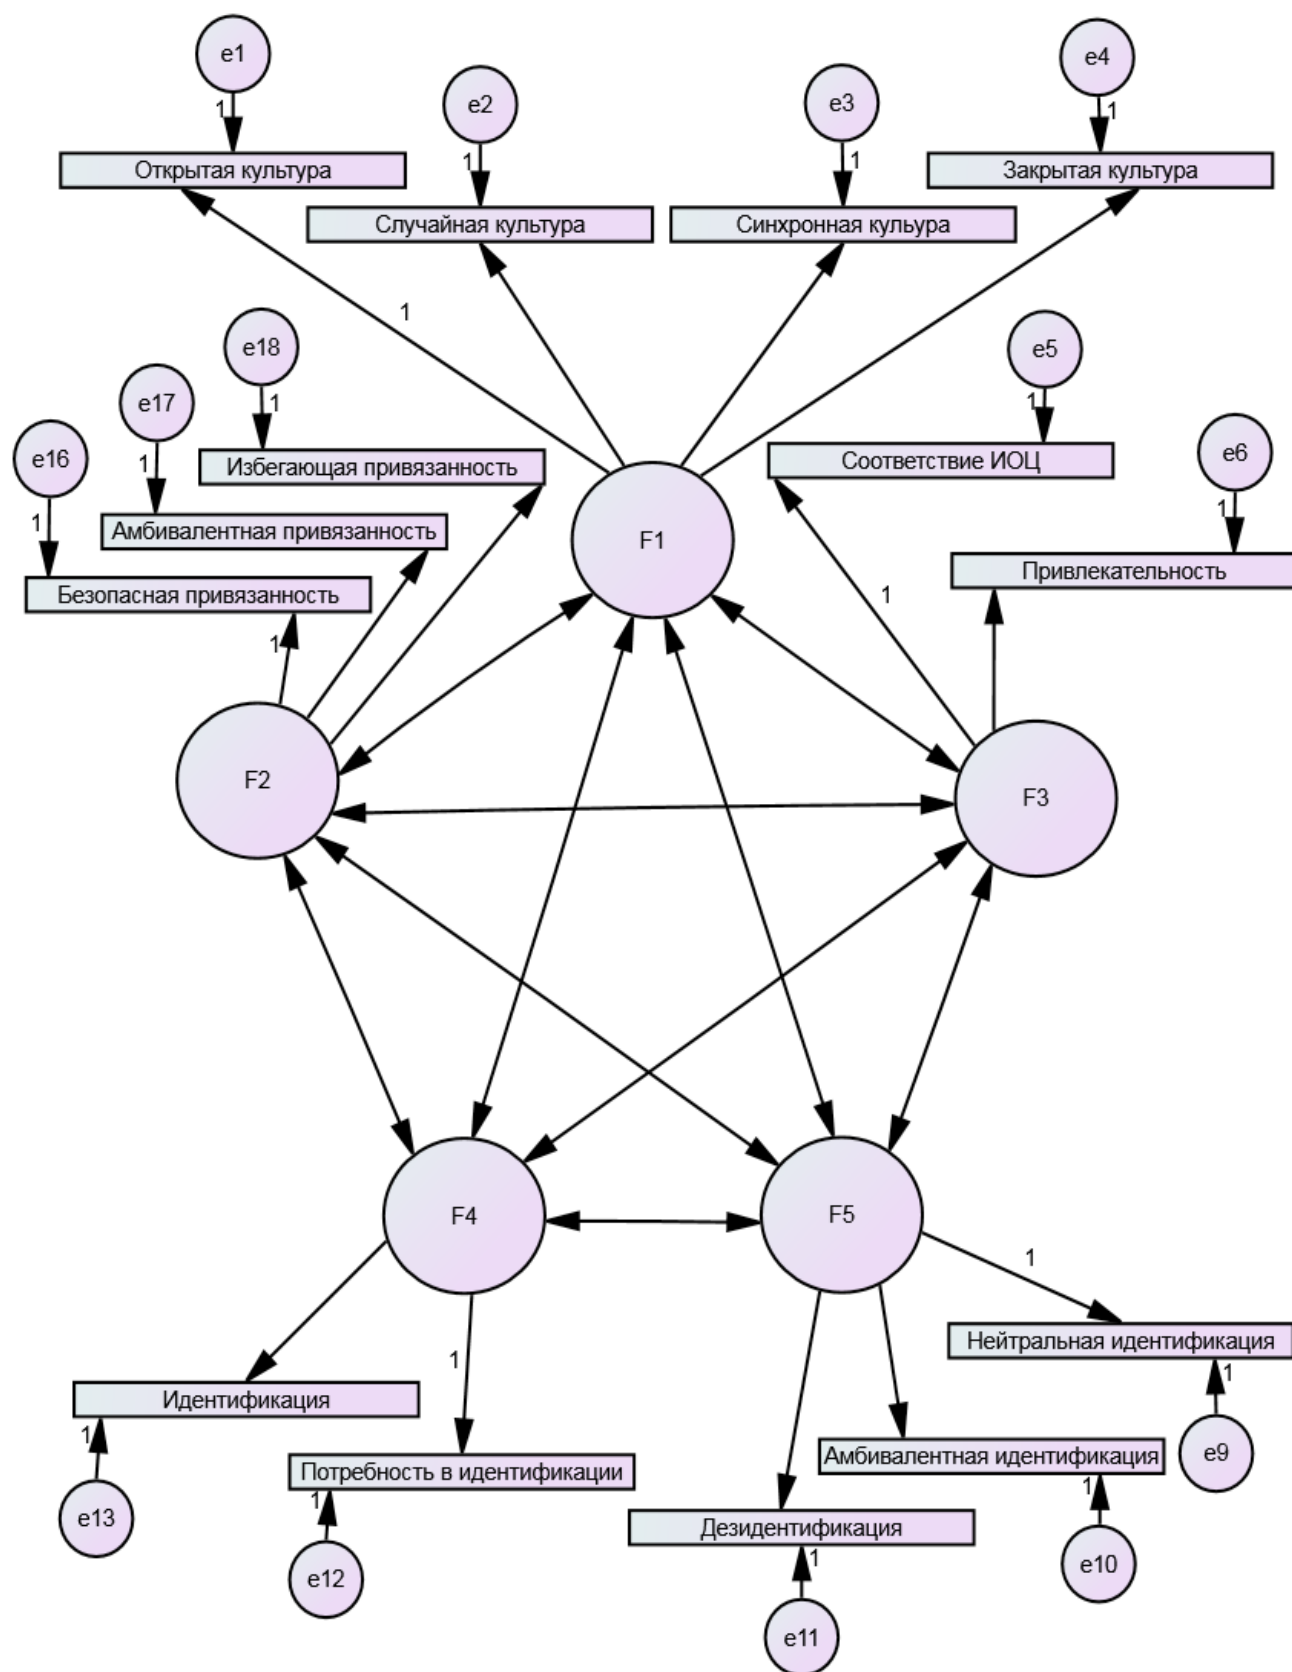 e1
e4
e2
e3
1
1
1
1
Открытая культура
Закрытая культура
Случайная культура
Синхронная кульура
1
e18
e5
e17
1
1
e16
e6
1
Избегающая привязанность
Соответствие ИОЦ
1
1
Амбивалентная привязанность
F1
Привлекательность
Безопасная привязанность
1
1
F2
F3
F4
F5
1
Нейтральная идентификация
1
1
Идентификация
1
Амбивалентная идентификация
e9
Потребность в идентификации
1
1
e13
Дезидентификация
1
e12
e10
e11